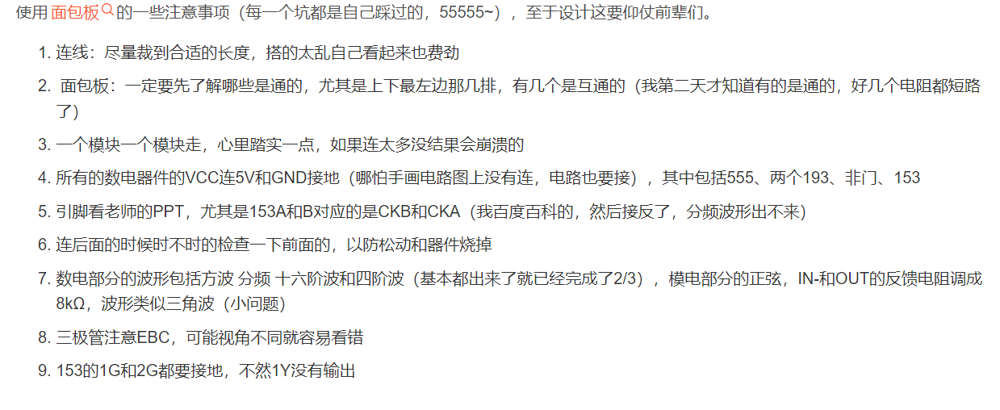 使用 面包板 的一些注意事项（每一个坑都是自己踩过的，55555~），至于设计这要仰仗前辈们。
1. 连线：尽量裁到合适的长度，搭的太乱自己看起来也费劲
2. 面包板：一定要先了解哪些是通的，尤其是上下最左边那几排，有几个是互通的（我第二天才知道有的是通的，好几个电阻都短路
了）
3. 一个模块一个模块走，心里踏实一点，如果连太多没结果会崩溃的
4. 所有的数电器件的VCC连5V和GND接地（哪怕手画电路图上没有连，电路也要接），其中包括555、两个193、非门、153
5. 引脚看老师的PPT，尤其是153A和B对应的是CKB和CKA（我百度百科的，然后接反了，分频波形出不来）
6. 连后面的时候时不时的检查一下前面的，以防松动和器件烧掉
7. 数电部分的波形包括方波 分频 十六阶波和四阶波（基本都出来了就已经完成了2/3），模电部分的正弦，IN-和OUT的反馈电阻调成
8kΩ，波形类似三角波（小问题）
8. 三极管注意EBC，可能视角不同就容易看错
9. 153的1G和2G都要接地，不然1Y没有输出